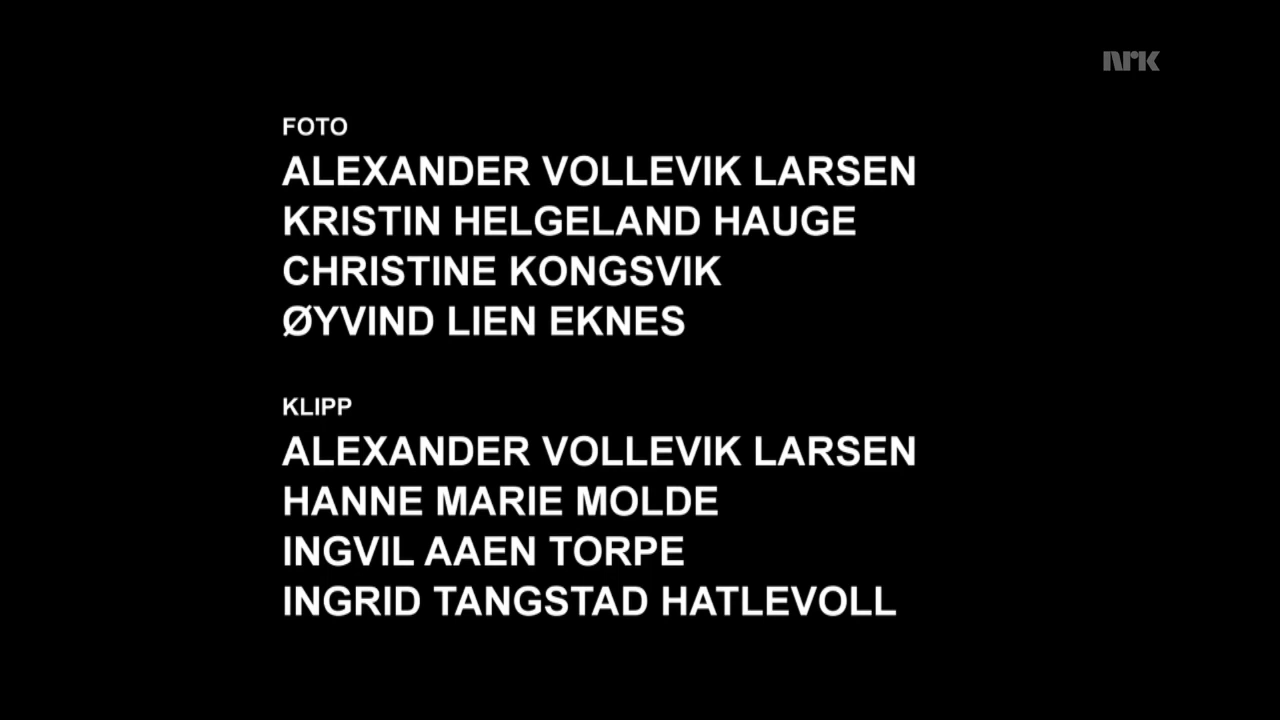 nrk
FOTO
ALEXANDER VOLLEVIK LARSEN
KRISTIN HELGELAND HAUGE
CHRISTINE KONGSVIK
ØYVIND LIEN EKNES
KLIPP
ALEXANDER VOLLEVIK LARSEN
HANNE MARIE MOLDE
INGVIL AAEN TORPE
INGRID TANGSTAD HATLEVOLL